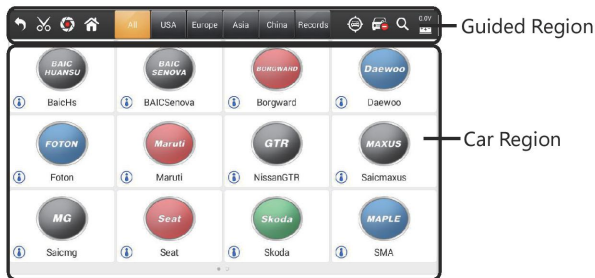 All USA Europe Asia China Records 0.0V
Guided Region
BAIC HUANSU
BAIC SENOVA
BORGWARD
Daewoo
BaicHs
BAICSenova
Borgward
Daewoo
Car Region
FOTON
Maruti
GTR
MAXUS
Foton
Maruti
NissanGTR
Saicmaxus
MG
Seat
Skoda
MAPLE
Saicmg
Seat
Skoda
SMA